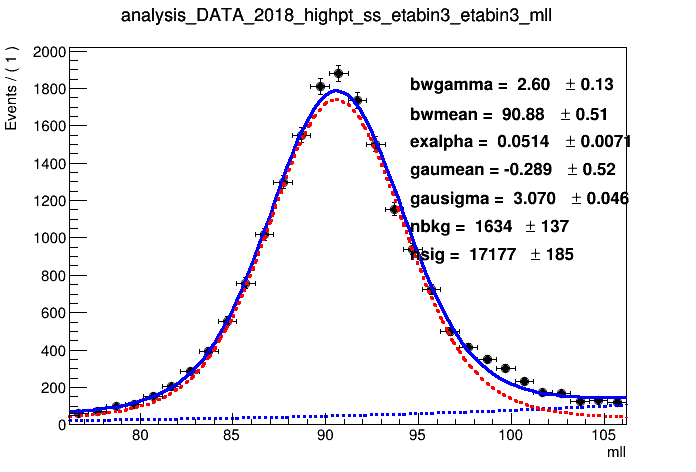 analysis_DATA_2018_highpt_ss_etabin3_etabin3_mll
Events / ( 1 )
2000
1800
1600
1400
1200
1000
800
600
400
200
0
bwgamma = 2.60 ± 0.13
bwmean = 90.88 ± 0.51
exalpha = 0.0514 ± 0.0071
gaumean = -0.289 ± 0.52
gausigma = 3.070 ± 0.046
nbkg = 1634 ± 137
nsig = 17177 ± 185
80 85 90 95 100 105
mll